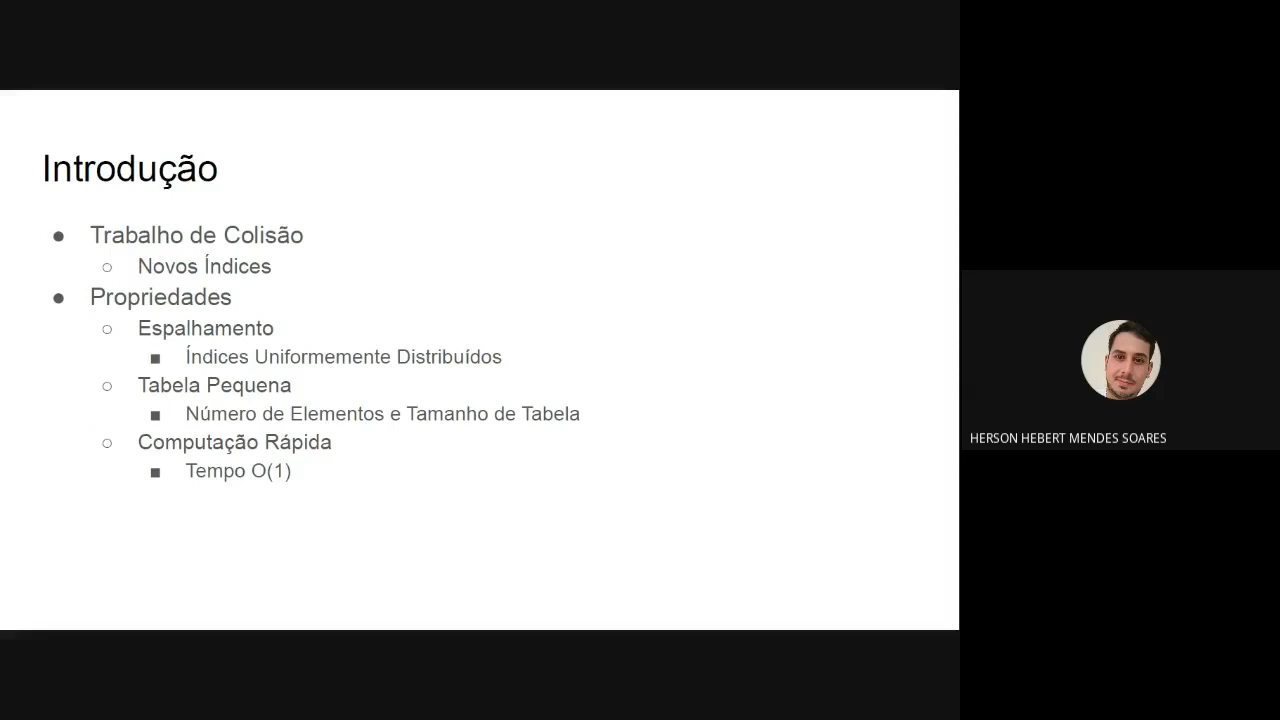 Introdução
● Trabalho de Colisão
○ Novos Índices
● Propriedades
○ Espalhamento
■ Índices Uniformemente Distribuídos
○ Tabela Pequena
■ Número de Elementos e Tamanho de Tabela
○ Computação Rápida
■ Tempo O(1)
HERSON HEBERT MENDES SOARES